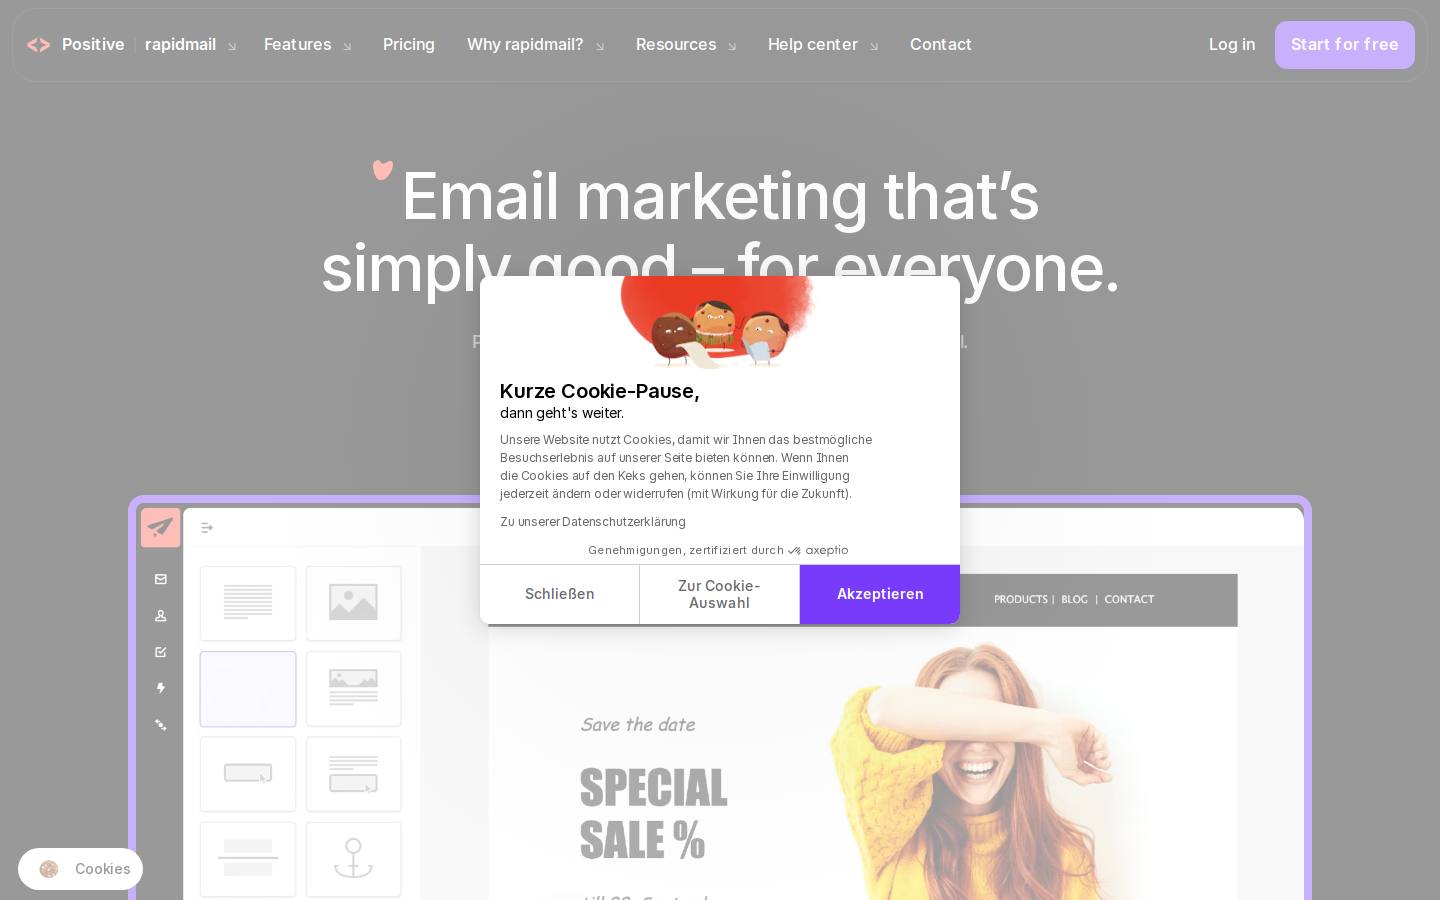 Positive rapidmail Features Pricing Why rapidmail? Resources Help center Contact Log in Start for free
Email marketing that’s
simply good – for everyone.
Kurze Cookie-Pause,
dann geht's weiter.
Unsere Website nutzt Cookies, damit wir Ihnen das bestmögliche
Besuchserlebnis auf unserer Seite bieten können. Wenn Ihnen
die Cookies auf den Keks gehen, können Sie Ihre Einwilligung
jederzeit ändern oder widerrufen (mit Wirkung für die Zukunft).
Zu unserer Datenschutzerklärung
Genehmigungen, zertifiziert durch axeptio
Schließen
Zur Cookie-
Auswahl
Akzeptieren
PRODUCTS | BLOG | CONTACT
Save the date
SPECIAL
SALE %
Cookies